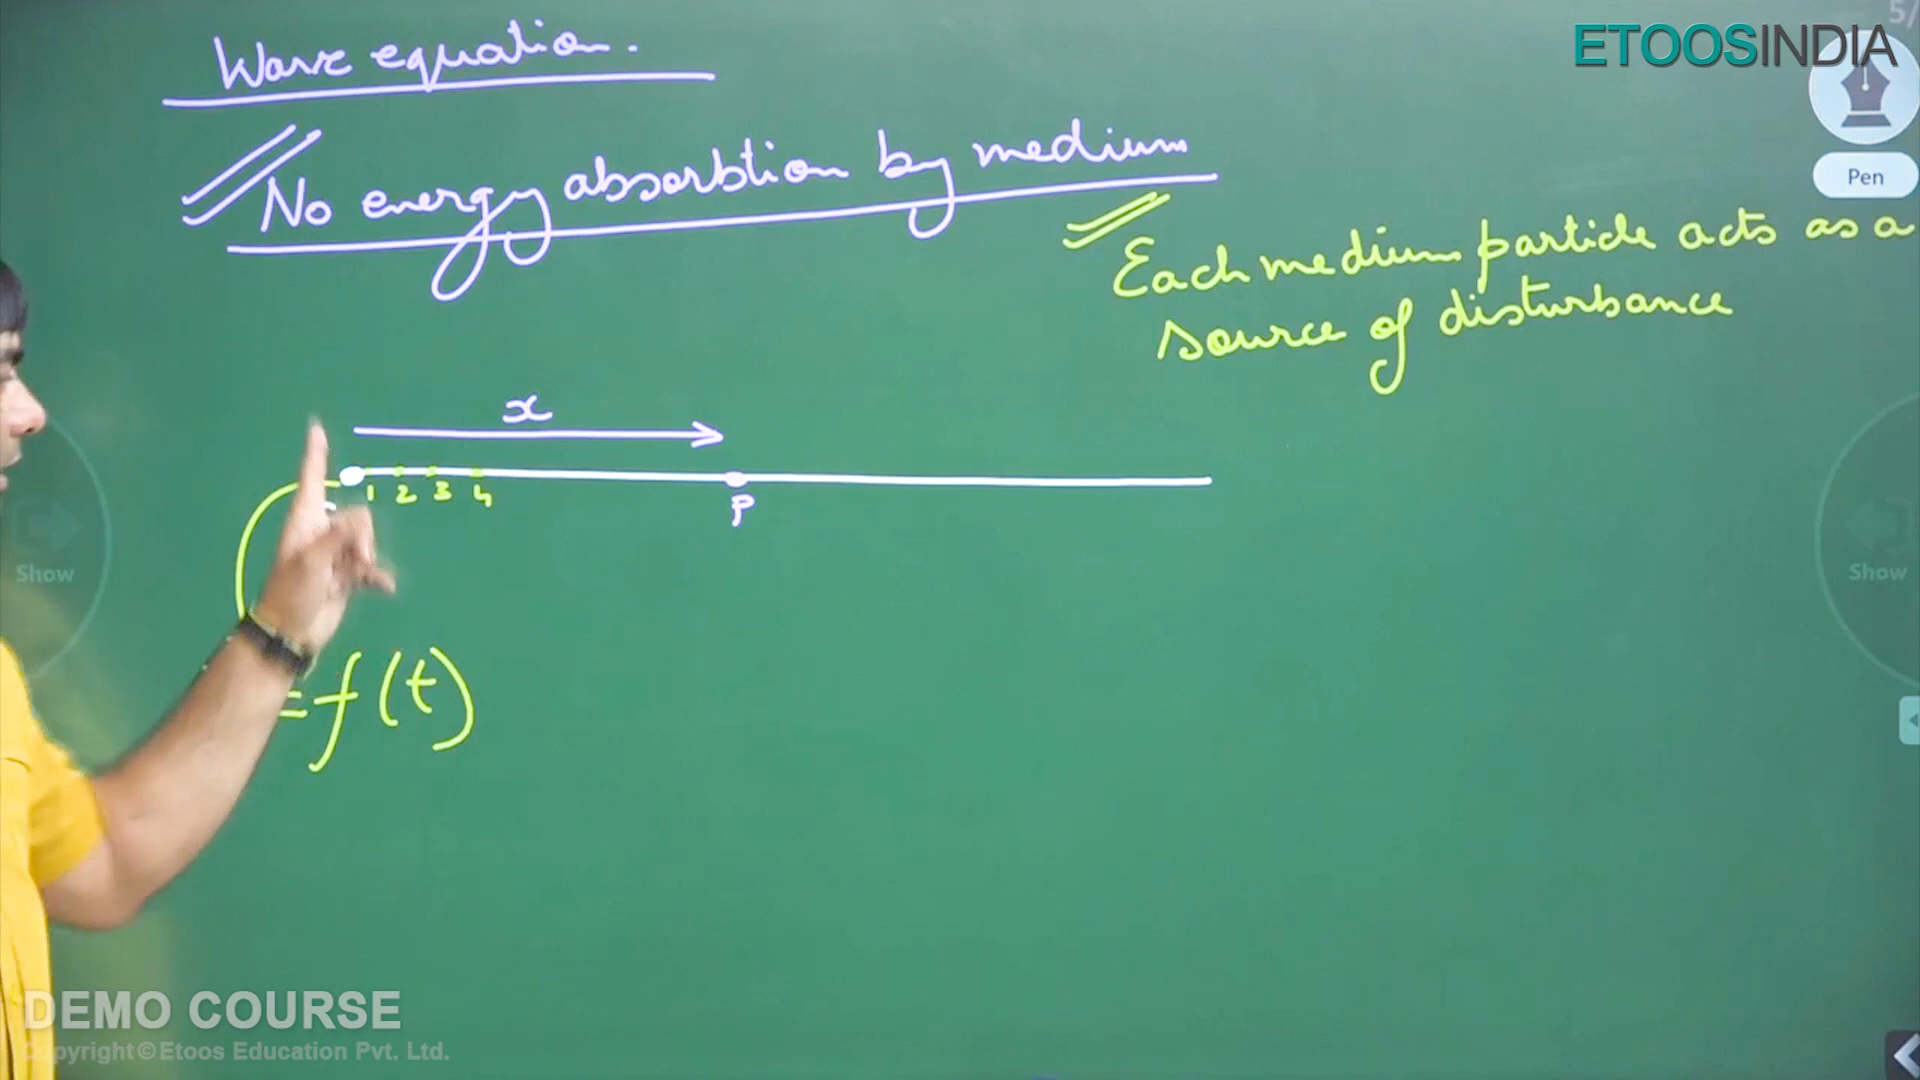 ETOOSINDIA
5/
Wave equation.
No energy absorbtion by medium
Pen
Each medium particle acts as a
source of disturbance
x
1 2 3 4
P
Show
Show
= f(t)
DEMO COURSE
Copyright © Etoos Education Pvt. Ltd.